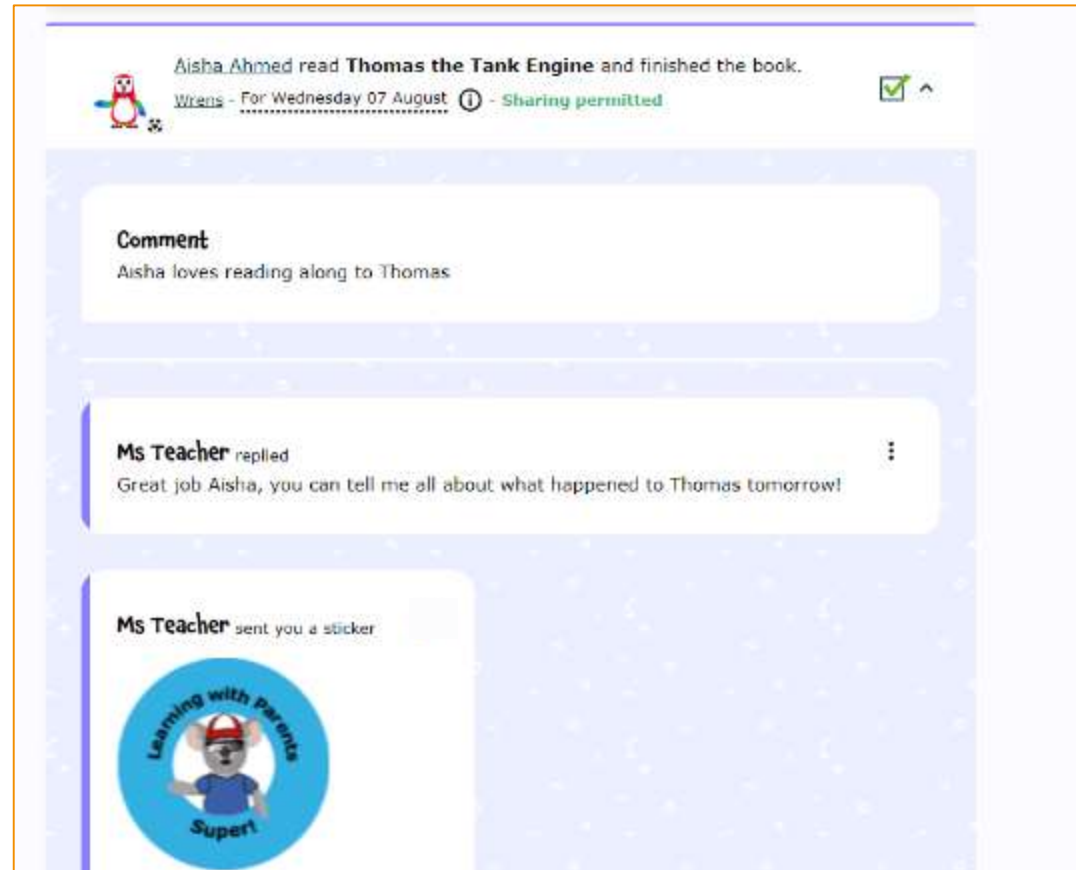 Aisha Ahmed read Thomas the Tank Engine and finished the book.
Wrens - For Wednesday 07 August - Sharing permitted
Comment
Aisha loves reading along to Thomas
Ms Teacher replied
Great job Aisha, you can tell me all about what happened to Thomas tomorrow!
Ms Teacher sent you a sticker
Learning with Parents
Super!